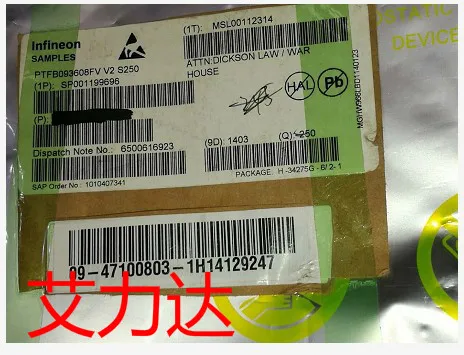 Infineon
SAMPLES
PTFB093608FV V2 S250
(1P): SP001199696
(P):
Dispatch Note No.: 6500616923
SAP Order No.: 1010407341
(1T): MSL00112314
ATTN:DICKSON LAW / WAR
HOUSE
HAL
Pb
(9D): 1403
(Q): 250
PACKAGE: H -34275G - 6/ 2- 1
09-47100803-1H14129247
DEVICE
艾力达